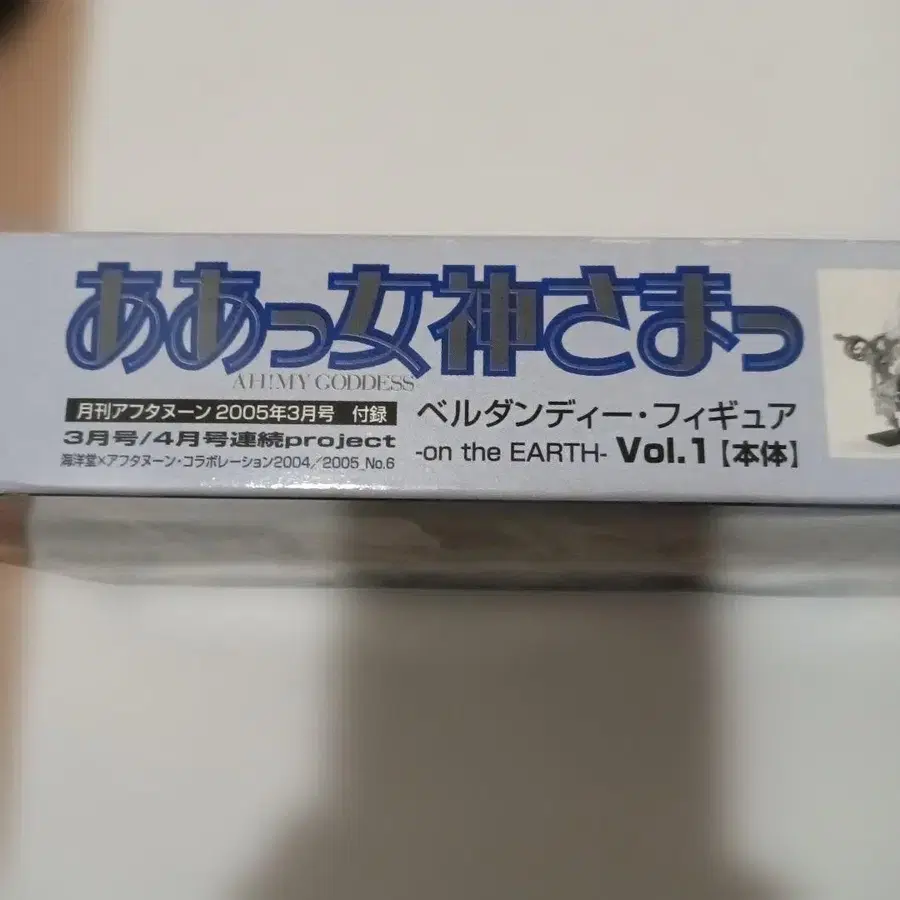 ああっ女神さまっ
AH!MY GODDESS
月刊アフタヌーン 2005年3月号 付録
3月号/4月号連続project
海洋堂×アフタヌーン・コラボレーション2004/2005_No.6
ベルダンディー・フィギュア
-on the EARTH- Vol.1【本体】